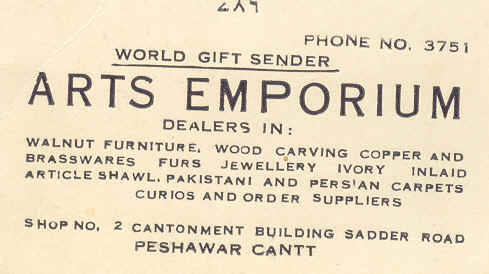 ۷۸۶
PHONE NO. 3751
WORLD GIFT SENDER
ARTS EMPORIUM
DEALERS IN:
WALNUT FURNITURE, WOOD CARVING COPPER AND
BRASSWARES FURS JEWELLERY IVORY INLAID
ARTICLE SHAWL, PAKISTANI AND PERSIAN CARPETS
CURIOS AND ORDER SUPPLIERS
SHOP NO, 2 CANTONMENT BUILDING SADDER ROAD
PESHAWAR CANTT